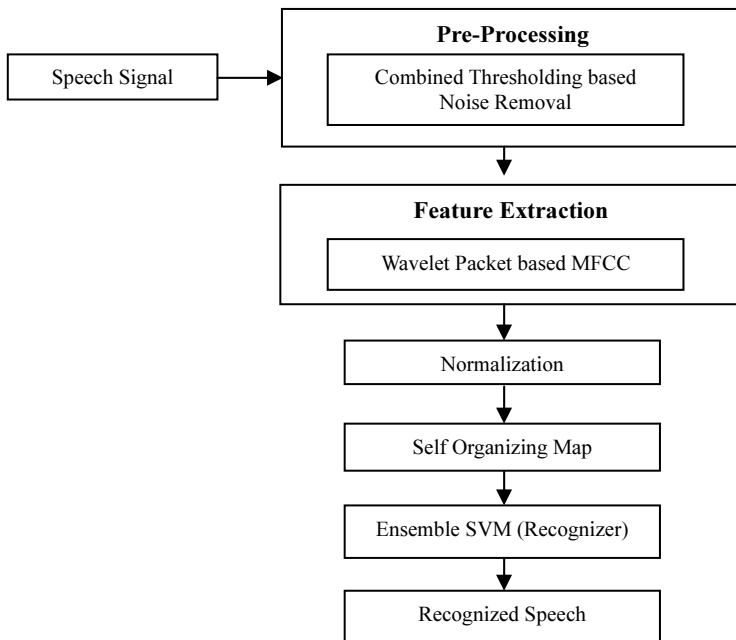 Pre-Processing
Speech Signal
Combined Thresholding based
Noise Removal
Feature Extraction
Wavelet Packet based MFCC
Normalization
Self Organizing Map
Ensemble SVM (Recognizer)
Recognized Speech